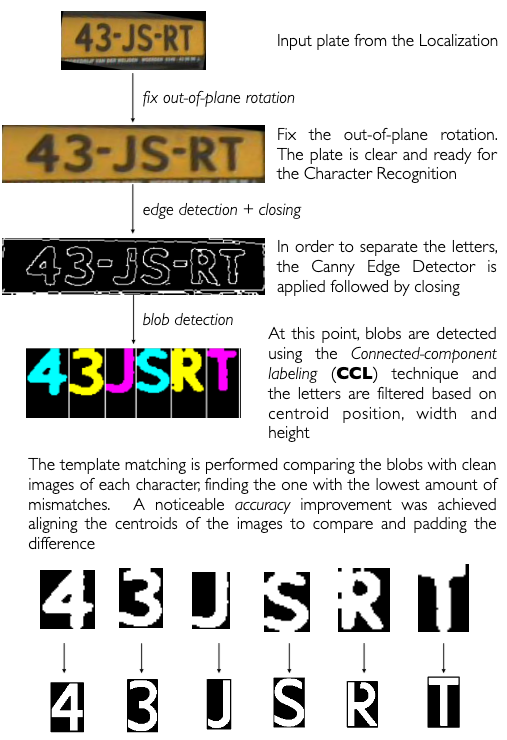 43-JS-RT
Input plate from the Localization
fix out-of-plane rotation
43-JS-RT
Fix the out-of-plane rotation.
The plate is clear and ready for
the Character Recognition
edge detection + closing
43-JS-RT
In order to separate the letters,
the Canny Edge Detector is
applied followed by closing
blob detection
43JSRT
At this point, blobs are detected
using the Connected-component
labeling (CCL) technique and
the letters are filtered based on
centroid position, width and
height
The template matching is performed comparing the blobs with clean
images of each character, finding the one with the lowest amount of
mismatches. A noticeable accuracy improvement was achieved
aligning the centroids of the images to compare and padding the
difference
4 3 J S R T
4 3 J S R T